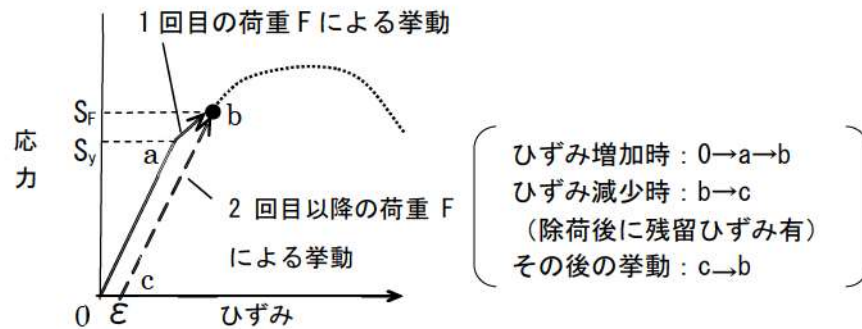 1回目の荷重Fによる挙動
S_F
b
応力
S_y
a
2 回目以降の荷重 F
による挙動
c
0
ε
ひずみ
ひずみ増加時：0→a→b
ひずみ減少時：b→c
（除荷後に残留ひずみ有）
その後の挙動：c→b